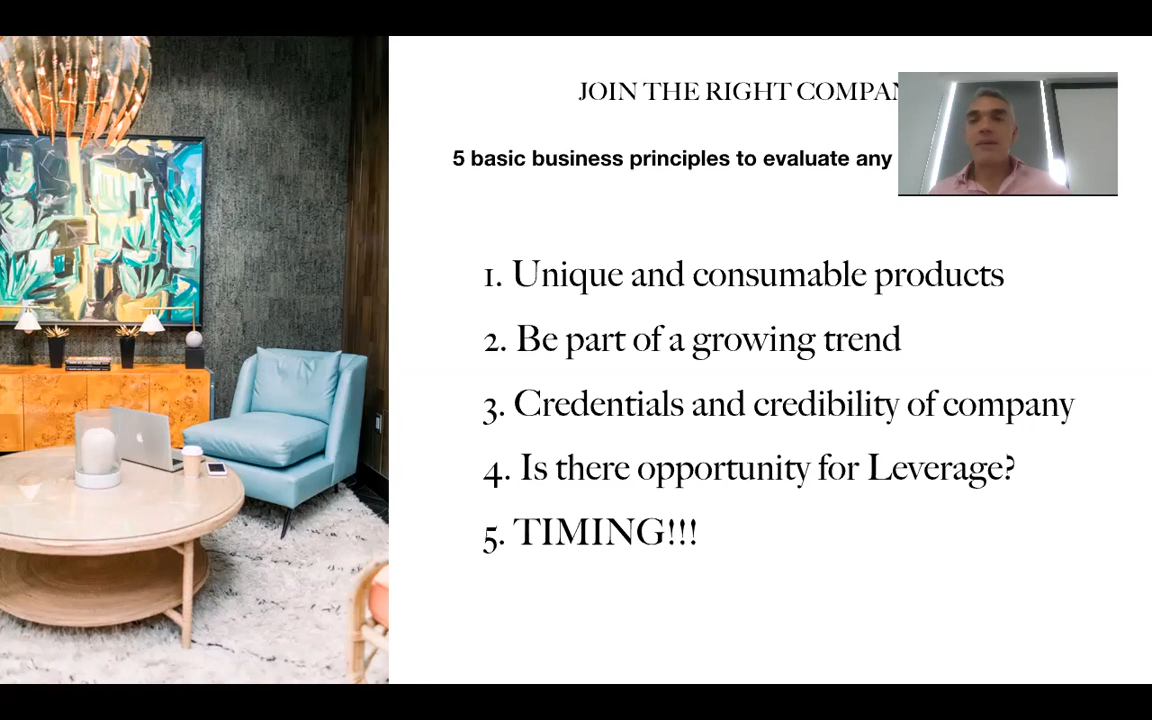 JOIN THE RIGHT
5 basic business principles to evaluate any
1. Unique and consumable products
2. Be part of a growing trend
3. Credentials and credibility of company
4. Is there opportunity for Leverage?
5. TIMING!!!